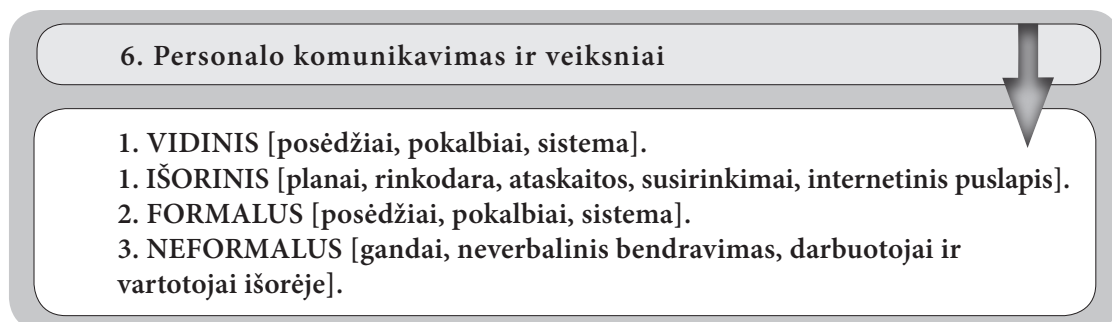 6. Personalo komunikavimas ir veiksniai
1. VIDINIS [posėdžiai, pokalbiai, sistema].
1. IŠORINIS [planai, rinkodara, ataskaitos, susirinkimai, internetinis puslapis].
2. FORMALUS [posėdžiai, pokalbiai, sistema].
3. NEFORMALUS [gandai, neverbalinis bendravimas, darbuotojai ir
vartotojai išorėje].